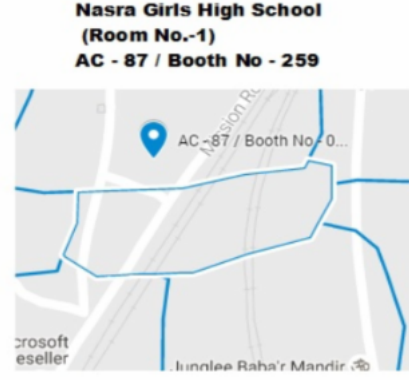 Nasra Girls High School
(Room No.-1)
AC - 87 / Booth No - 259
Mission Ro
AC - 87 / Booth No - 0...
crosoft
eseller
Junglee Baba'r Mandir